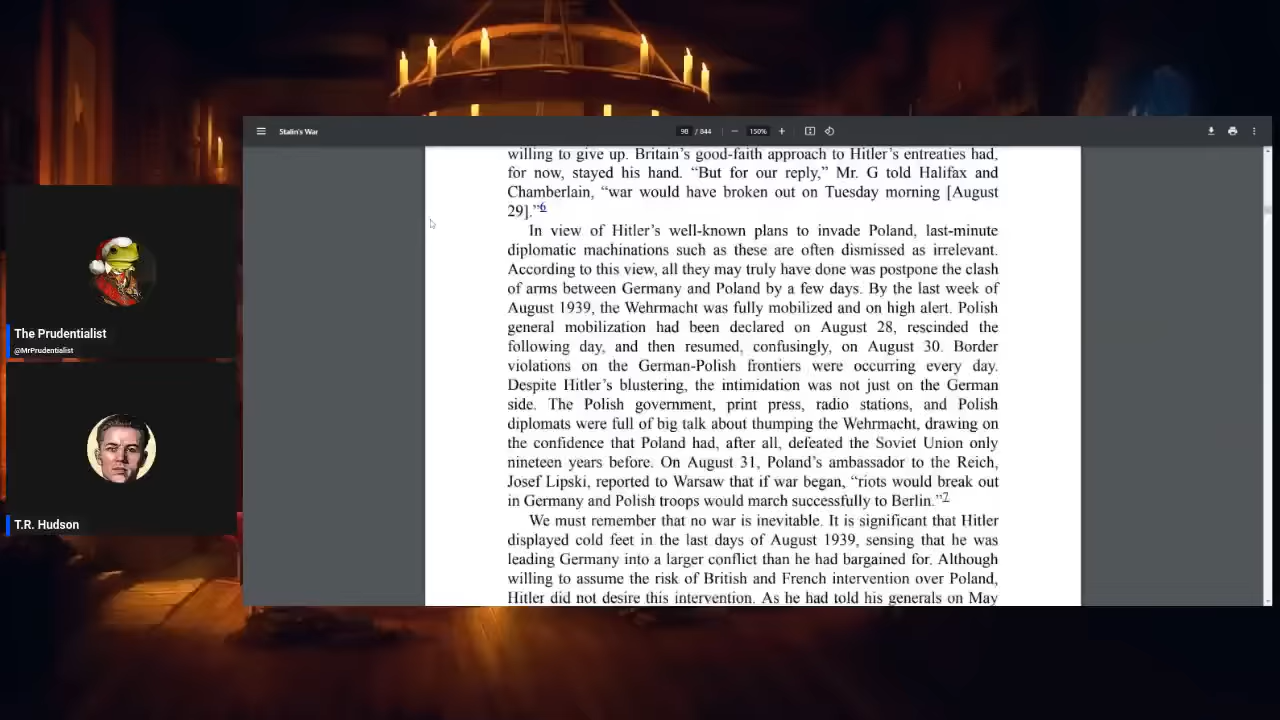 Stalin's War
98 / 844
150%
willing to give up. Britain's good-faith approach to Hitler's entreaties had,
for now, stayed his hand. “But for our reply,” Mr. G told Halifax and
Chamberlain, “war would have broken out on Tuesday morning [August
29].”6
In view of Hitler's well-known plans to invade Poland, last-minute
diplomatic machinations such as these are often dismissed as irrelevant.
According to this view, all they may truly have done was postpone the clash
of arms between Germany and Poland by a few days. By the last week of
August 1939, the Wehrmacht was fully mobilized and on high alert. Polish
general mobilization had been declared on August 28, rescinded the
following day, and then resumed, confusingly, on August 30. Border
violations on the German-Polish frontiers were occurring every day.
Despite Hitler's blustering, the intimidation was not just on the German
side. The Polish government, print press, radio stations, and Polish
diplomats were full of big talk about thumping the Wehrmacht, drawing on
the confidence that Poland had, after all, defeated the Soviet Union only
nineteen years before. On August 31, Poland's ambassador to the Reich,
Josef Lipski, reported to Warsaw that if war began, “riots would break out
in Germany and Polish troops would march successfully to Berlin.”7
We must remember that no war is inevitable. It is significant that Hitler
displayed cold feet in the last days of August 1939, sensing that he was
leading Germany into a larger conflict than he had bargained for. Although
willing to assume the risk of British and French intervention over Poland,
Hitler did not desire this intervention. As he had told his generals on May
The Prudentialist
@MrPrudentialist
T.R. Hudson